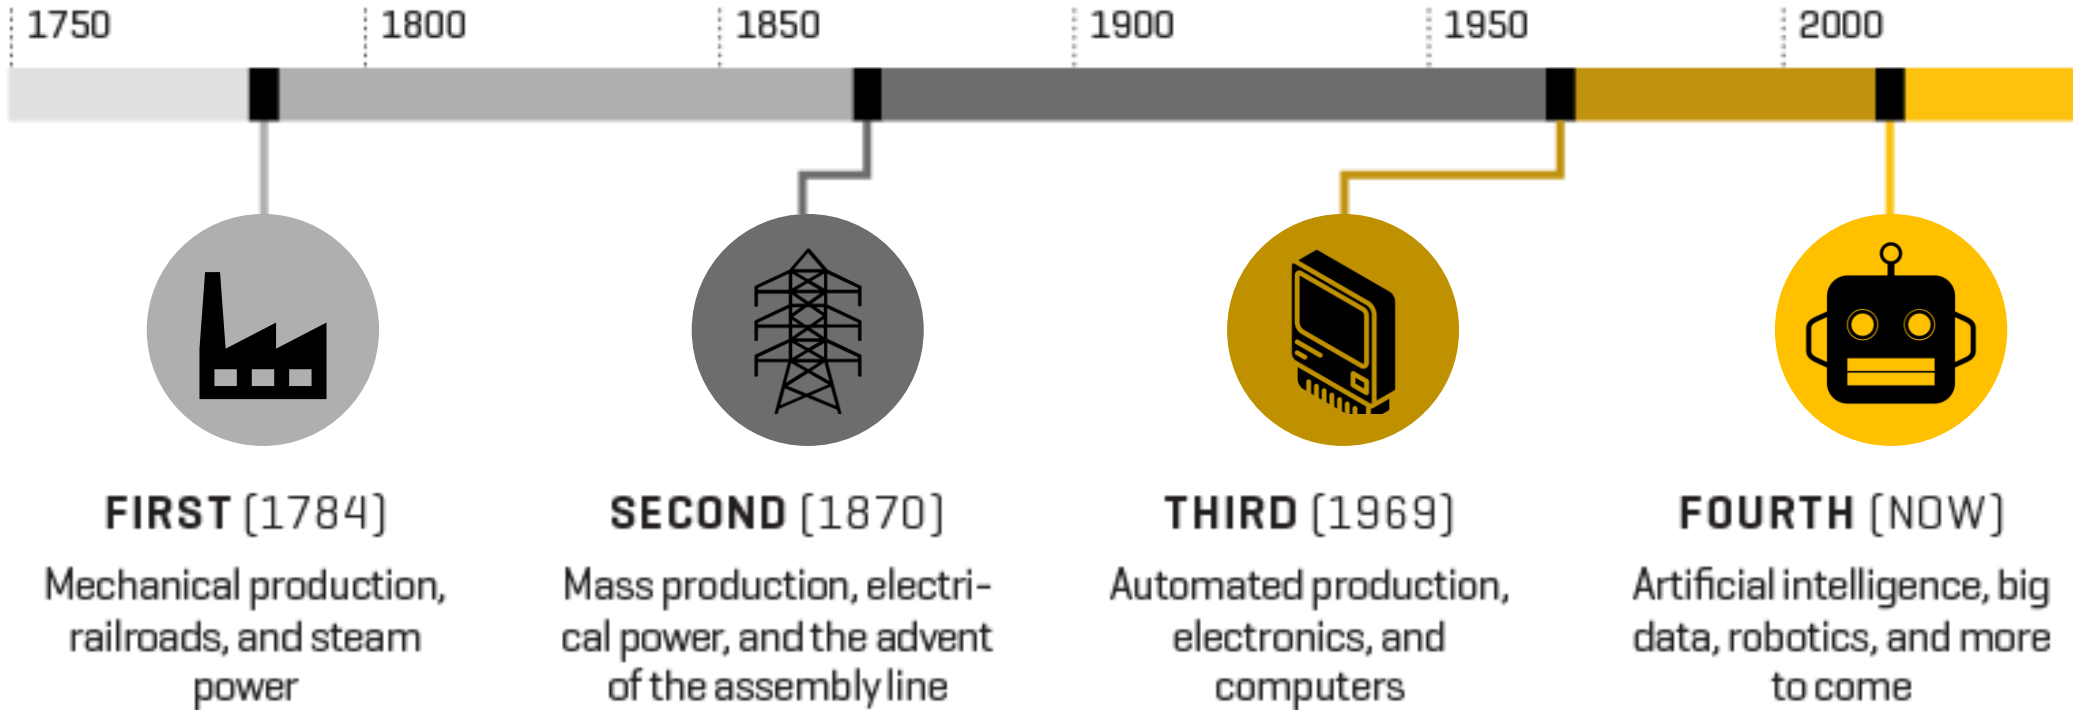 1750
1800
1850
1900
1950
2000
FIRST (1784)
Mechanical production,
railroads, and steam
power
SECOND (1870)
Mass production, electri-
cal power, and the advent
of the assembly line
THIRD (1969)
Automated production,
electronics, and
computers
FOURTH (NOW)
Artificial intelligence, big
data, robotics, and more
to come